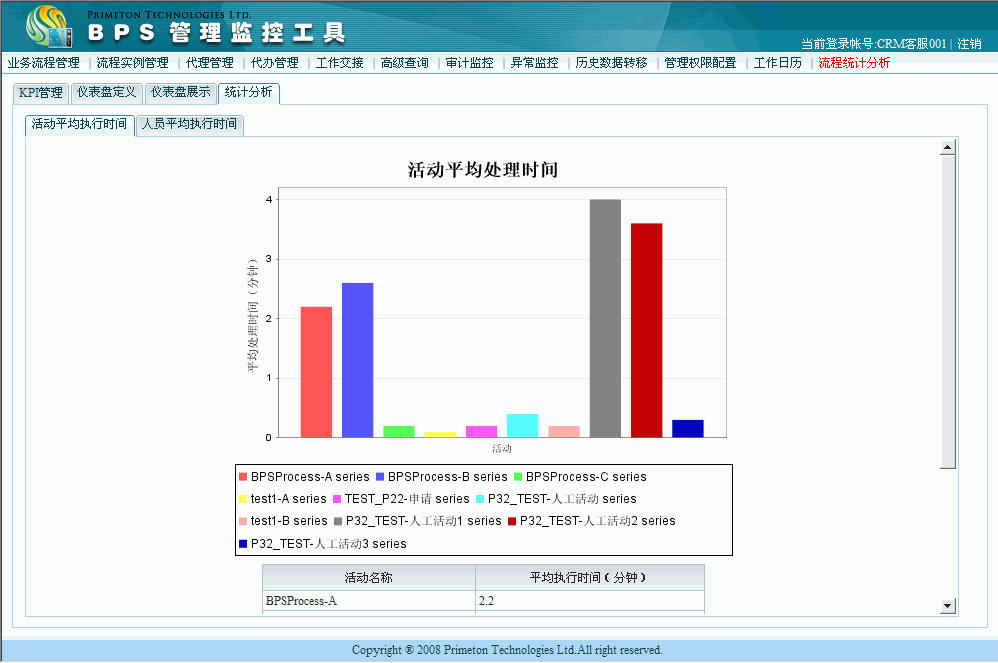 PRIMETON TECHNOLOGIES LTD.
BPS 管理监控工具
当前登录帐号:CRM客服001 | 注销
业务流程管理 | 流程实例管理 | 代理管理 | 代办管理 | 工作交接 | 高级查询 | 审计监控 | 异常监控 | 历史数据转移 | 管理权限配置 | 工作日历 | 流程统计分析
KPI管理 仪表盘定义 仪表盘展示 统计分析
活动平均执行时间 人员平均执行时间
活动平均处理时间
4
3
2
1
0
平均处理时间（分钟）
活动
BPSProcess-A series BPSProcess-B series BPSProcess-C series
test1-A series TEST_P22-申请 series P32_TEST-人工活动 series
test1-B series P32_TEST-人工活动1 series P32_TEST-人工活动2 series
P32_TEST-人工活动3 series
活动名称 平均执行时间（分钟）
BPSProcess-A 2.2
Copyright ® 2008 Primeton Technologies Ltd.All right reserved.